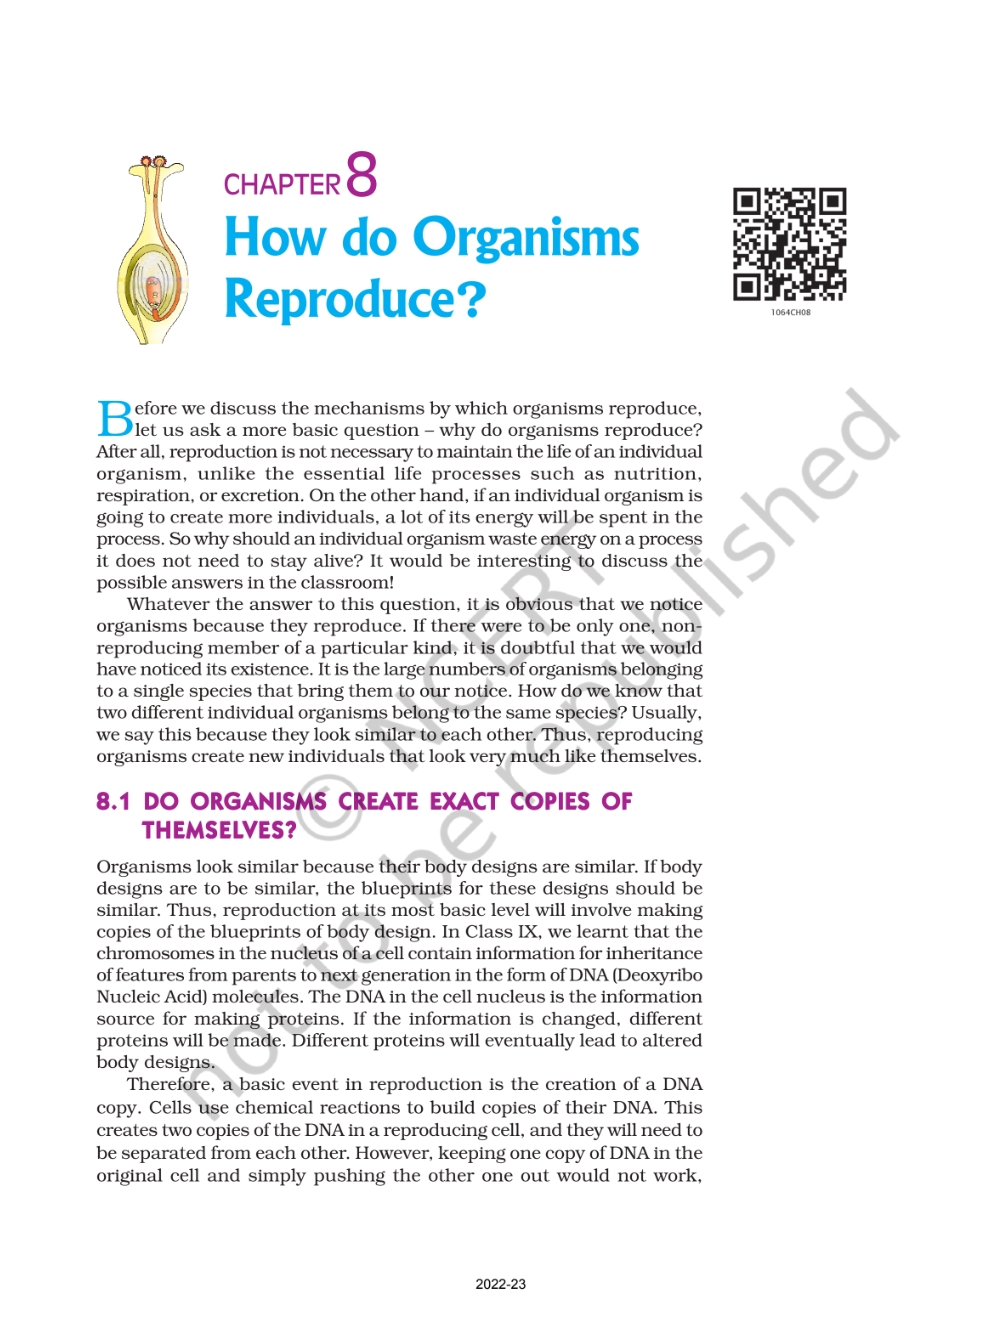 CHAPTER 8
How do Organisms
Reproduce?
1064CH08
Before we discuss the mechanisms by which organisms reproduce,
let us ask a more basic question – why do organisms reproduce?
After all, reproduction is not necessary to maintain the life of an individual
organism, unlike the essential life processes such as nutrition,
respiration, or excretion. On the other hand, if an individual organism is
going to create more individuals, a lot of its energy will be spent in the
process. So why should an individual organism waste energy on a process
it does not need to stay alive? It would be interesting to discuss the
possible answers in the classroom!
Whatever the answer to this question, it is obvious that we notice
organisms because they reproduce. If there were to be only one, non-
reproducing member of a particular kind, it is doubtful that we would
have noticed its existence. It is the large numbers of organisms belonging
to a single species that bring them to our notice. How do we know that
two different individual organisms belong to the same species? Usually,
we say this because they look similar to each other. Thus, reproducing
organisms create new individuals that look very much like themselves.
8.1 DO ORGANISMS CREATE EXACT COPIES OF
THEMSELVES?
Organisms look similar because their body designs are similar. If body
designs are to be similar, the blueprints for these designs should be
similar. Thus, reproduction at its most basic level will involve making
copies of the blueprints of body design. In Class IX, we learnt that the
chromosomes in the nucleus of a cell contain information for inheritance
of features from parents to next generation in the form of DNA (Deoxyribo
Nucleic Acid) molecules. The DNA in the cell nucleus is the information
source for making proteins. If the information is changed, different
proteins will be made. Different proteins will eventually lead to altered
body designs.
Therefore, a basic event in reproduction is the creation of a DNA
copy. Cells use chemical reactions to build copies of their DNA. This
creates two copies of the DNA in a reproducing cell, and they will need to
be separated from each other. However, keeping one copy of DNA in the
original cell and simply pushing the other one out would not work,
© NCERT
not to be republished
2022-23